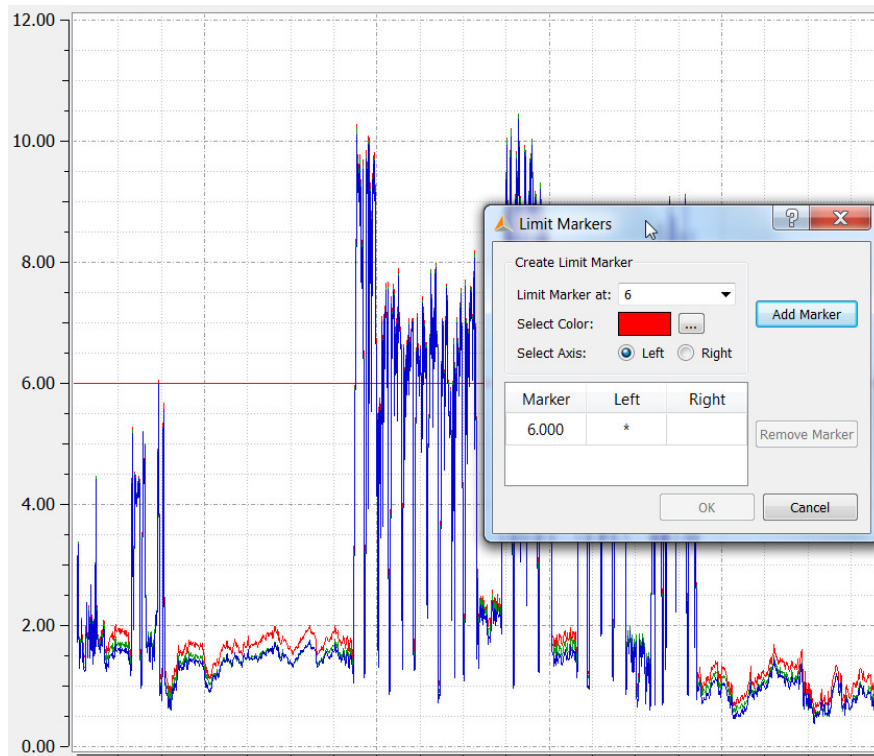 12.00
10.00
8.00
6.00
4.00
2.00
0.00
Limit Markers
?
X
Create Limit Marker
Limit Marker at: 6
Select Color: ...
Select Axis: Left Right
Add Marker
Marker Left Right
6.000 *
Remove Marker
OK Cancel